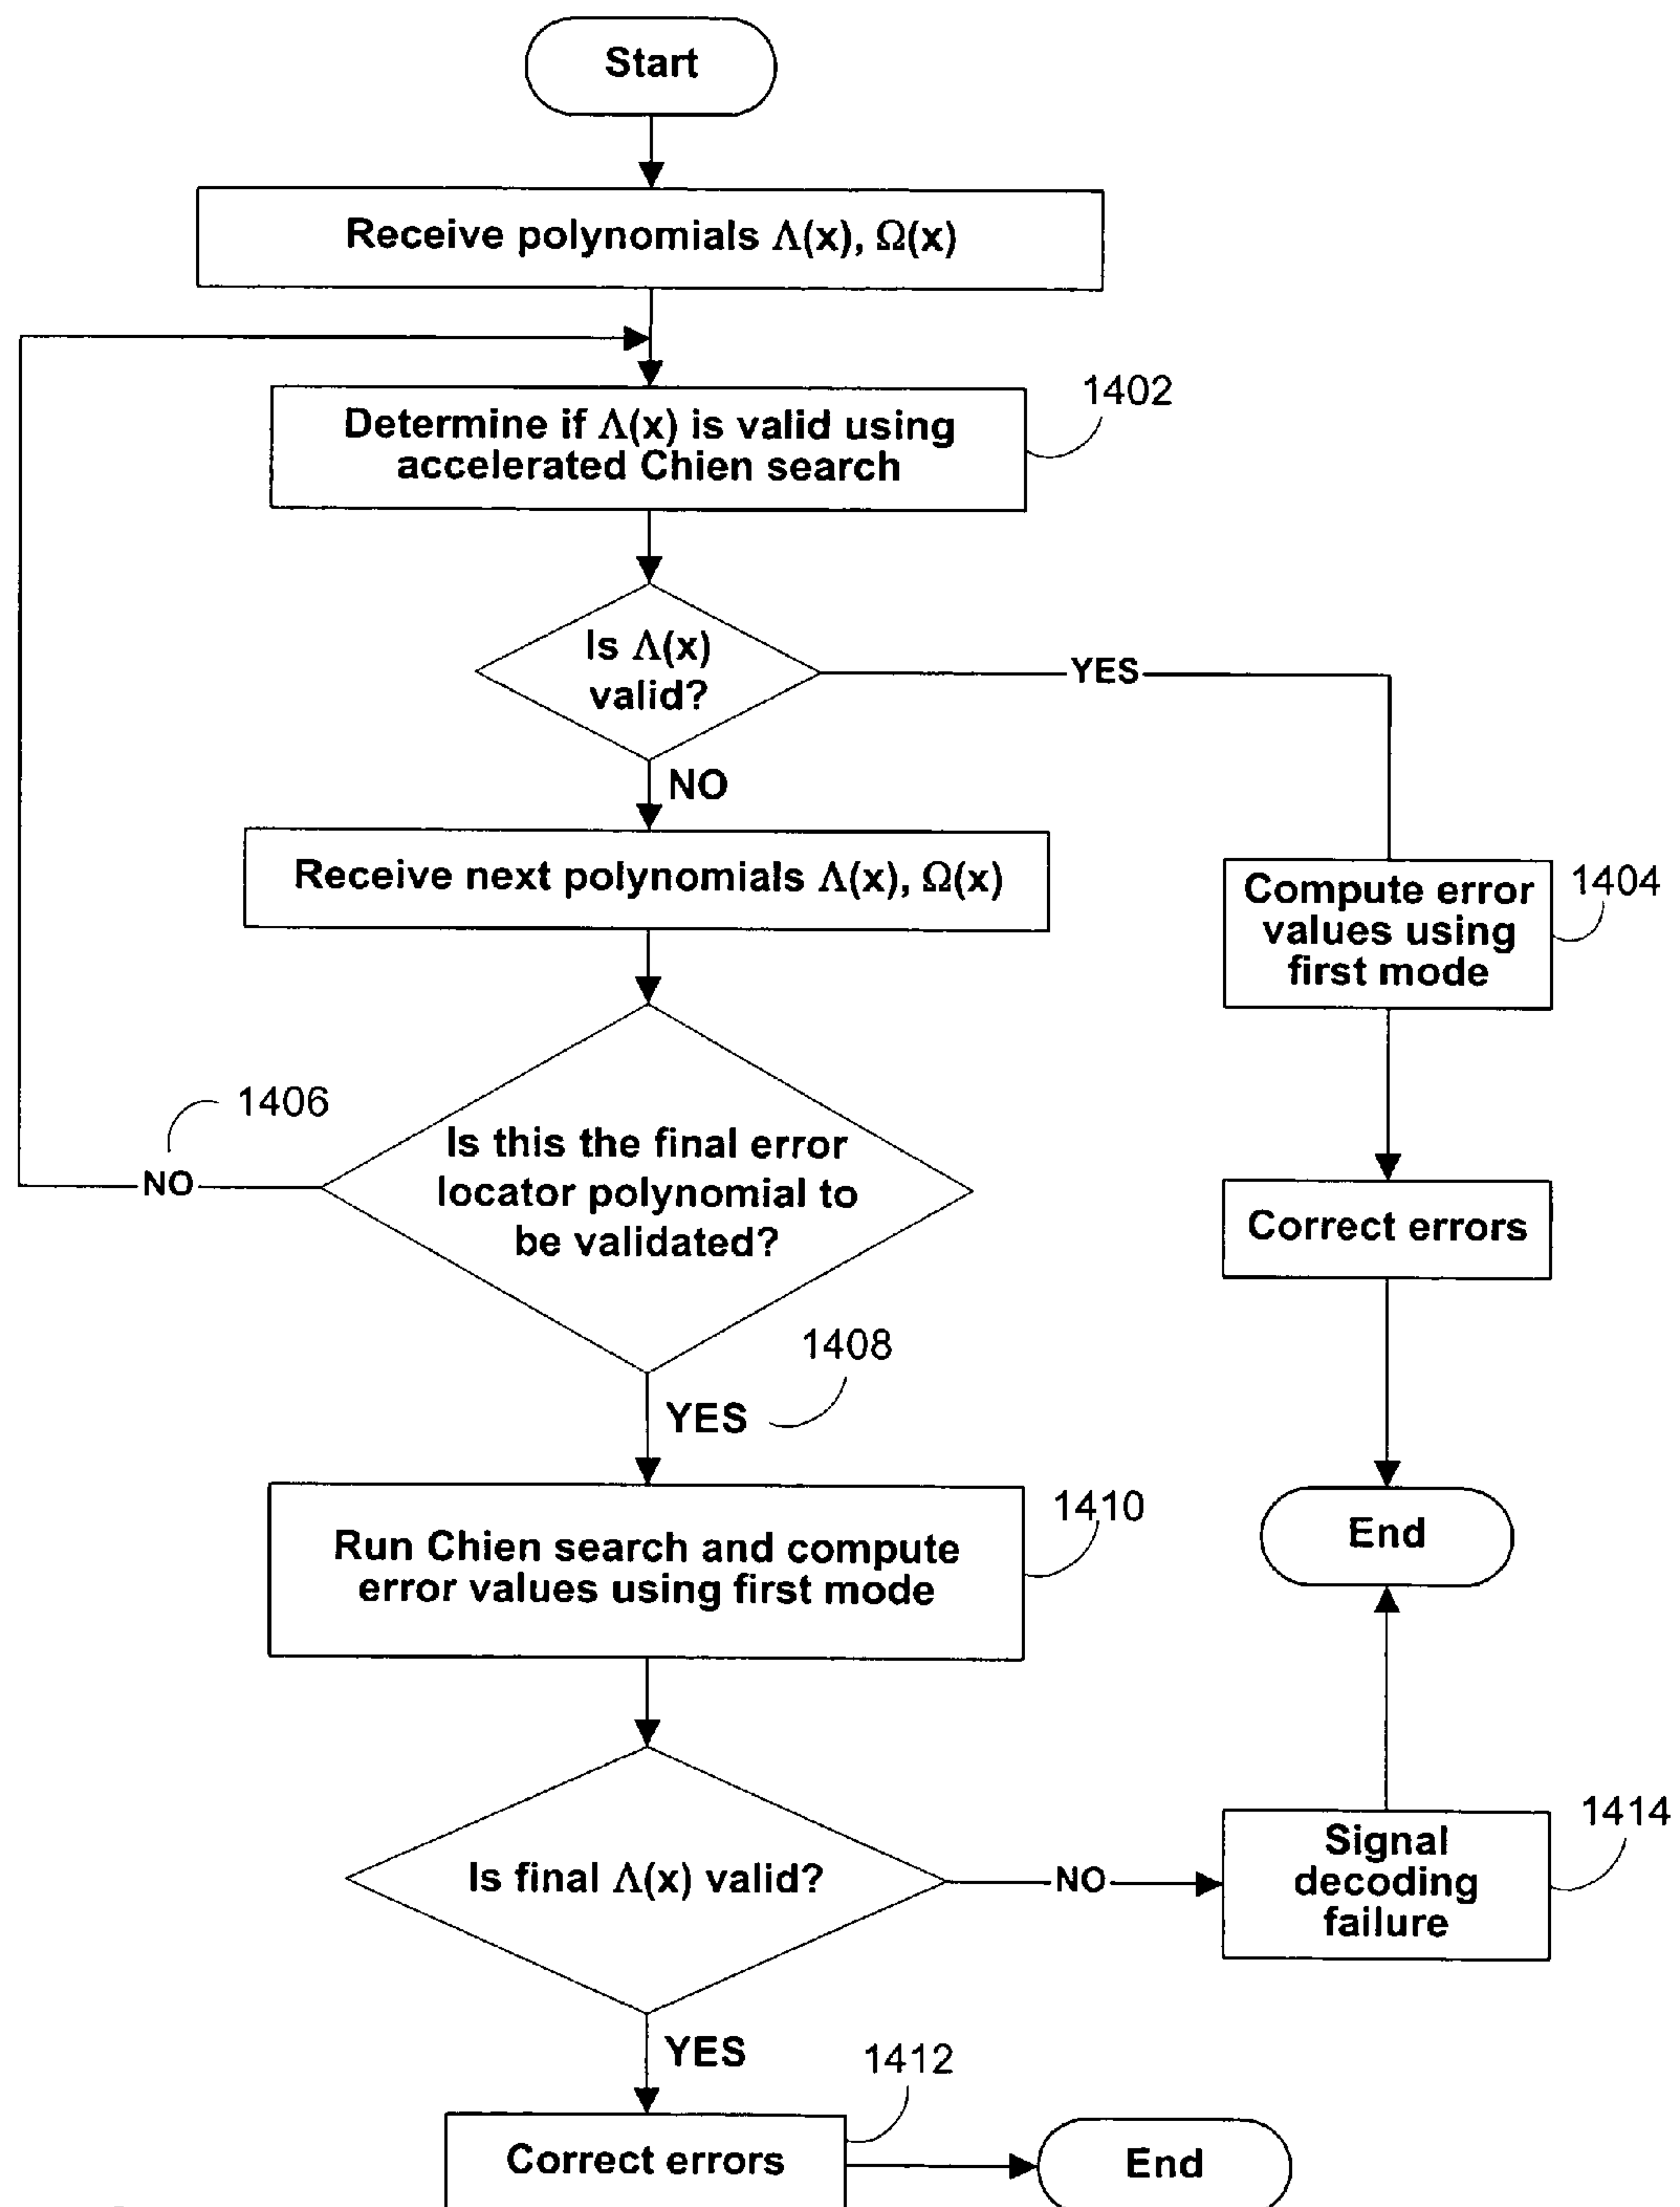 Start
Receive polynomials Λ(x), Ω(x)
1402
Determine if Λ(x) is valid using
accelerated Chien search
Is Λ(x)
valid?
YES
NO
Receive next polynomials Λ(x), Ω(x)
1404
Compute error
values using
first mode
1406
NO
Is this the final error
locator polynomial to
be validated?
Correct errors
1408
YES
1410
Run Chien search and compute
error values using first mode
End
Is final Λ(x) valid?
NO
1414
Signal
decoding
failure
YES
1412
Correct errors
End